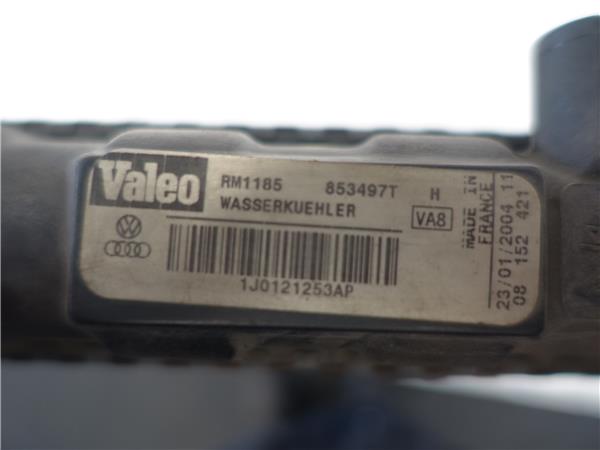 Valeo
RM1185 853497T H
WASSERKUEHLER VA8
1J0121253AP
MADE IN
FRANCE
23/01/2004 11
08 152 421